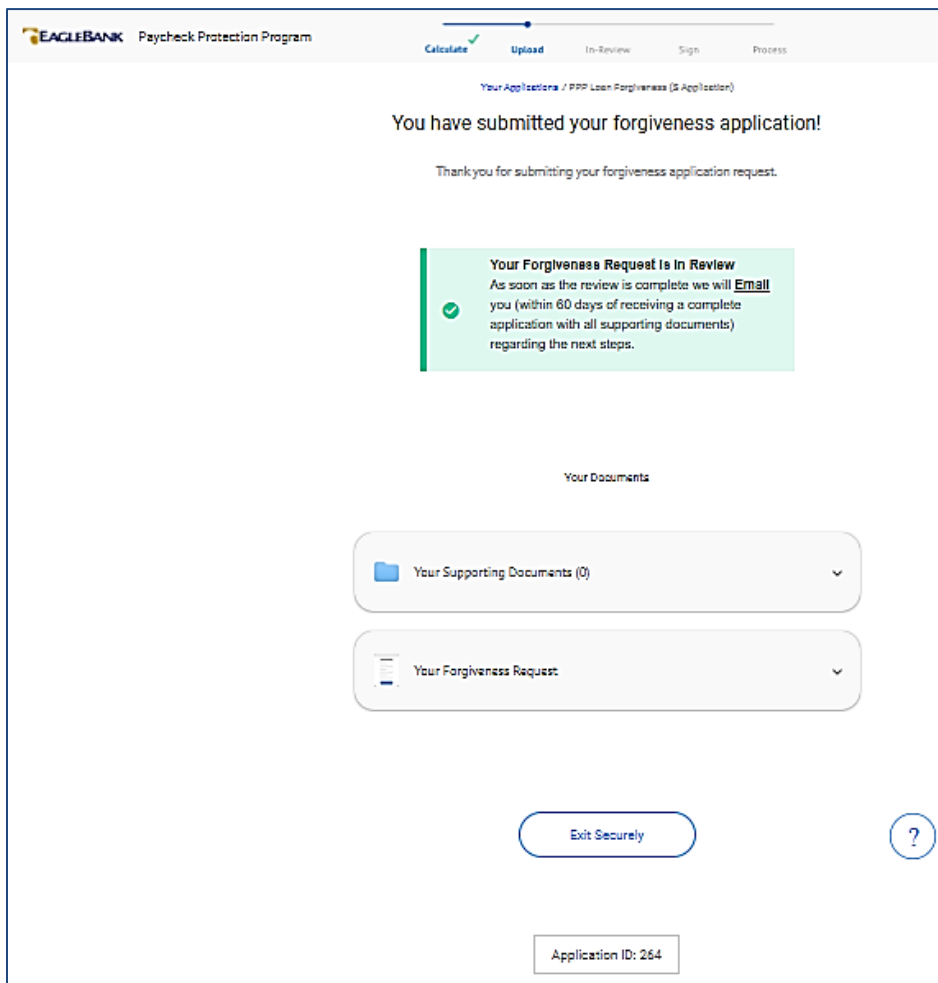 EAGLEBANK Paycheck Protection Program
Calculate Upload In-Review Sign Process
Your Applications / PPP Loan Forgiveness (S Application)
You have submitted your forgiveness application!
Thank you for submitting your forgiveness application request.
Your Forgiveness Request is in Review
As soon as the review is complete we will Email
you (within 60 days of receiving a complete
application with all supporting documents)
regarding the next steps.
Your Documents
Your Supporting Documents (0)
Your Forgiveness Request
Exit Securely
?
Application ID: 264